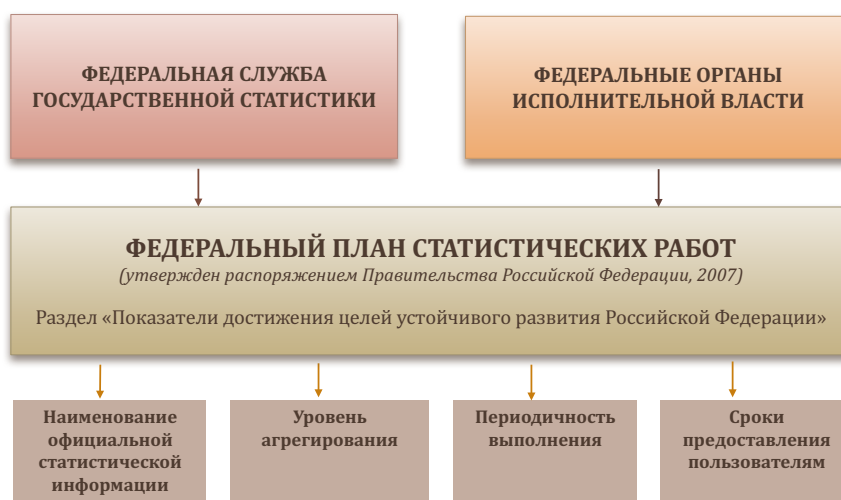 ФЕДЕРАЛЬНАЯ СЛУЖБА
ГОСУДАРСТВЕННОЙ СТАТИСТИКИ
ФЕДЕРАЛЬНЫЕ ОРГАНЫ
ИСПОЛНИТЕЛЬНОЙ ВЛАСТИ
ФЕДЕРАЛЬНЫЙ ПЛАН СТАТИСТИЧЕСКИХ РАБОТ
(утвержден распоряжением Правительства Российской Федерации, 2007)
Раздел «Показатели достижения целей устойчивого развития Российской Федерации»
Наименование
официальной
статистической
информации
Уровень
агрегирования
Периодичность
выполнения
Сроки
предоставления
пользователям